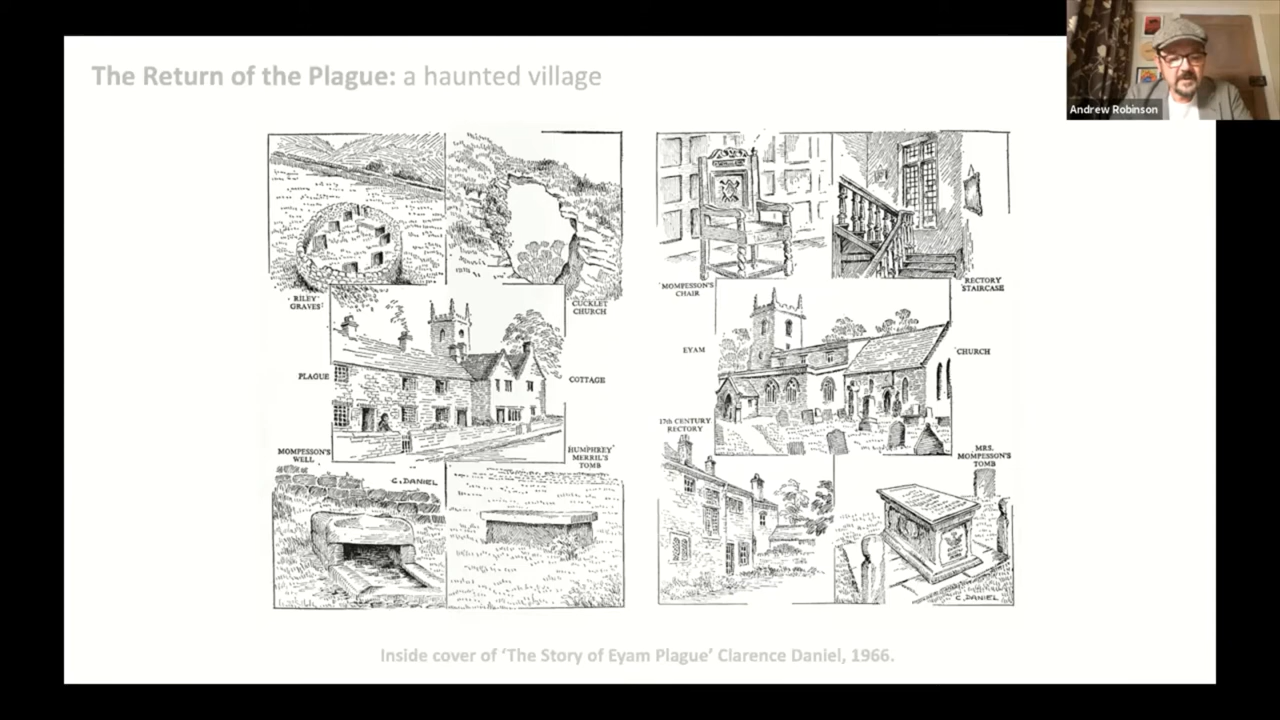 The Return of the Plague: a haunted village
Andrew Robinson
'RILEY
GRAVES'
CUCKLET
CHURCH
PLAGUE
COTTAGE
MOMPESSON'S
WELL
C. DANIEL
HUMPHREY
MERRIL'S
TOMB
'MOMPESSON'S
CHAIR
RECTORY
STAIRCASE
EYAM
CHURCH
17th CENTURY
RECTORY
MRS.
MOMPESSON'S
TOMB
C. DANIEL
Inside cover of 'The Story of Eyam Plague' Clarence Daniel, 1966.